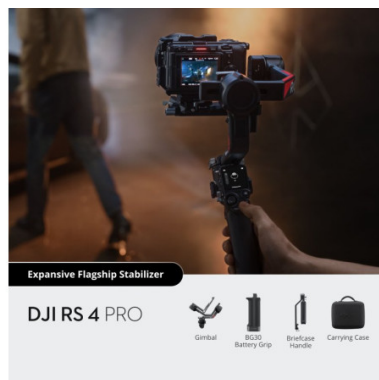 Expansive Flagship Stabilizer
DJI RS 4 PRO
Gimbal
BG30
Battery Grip
Briefcase
Handle
Carrying Case